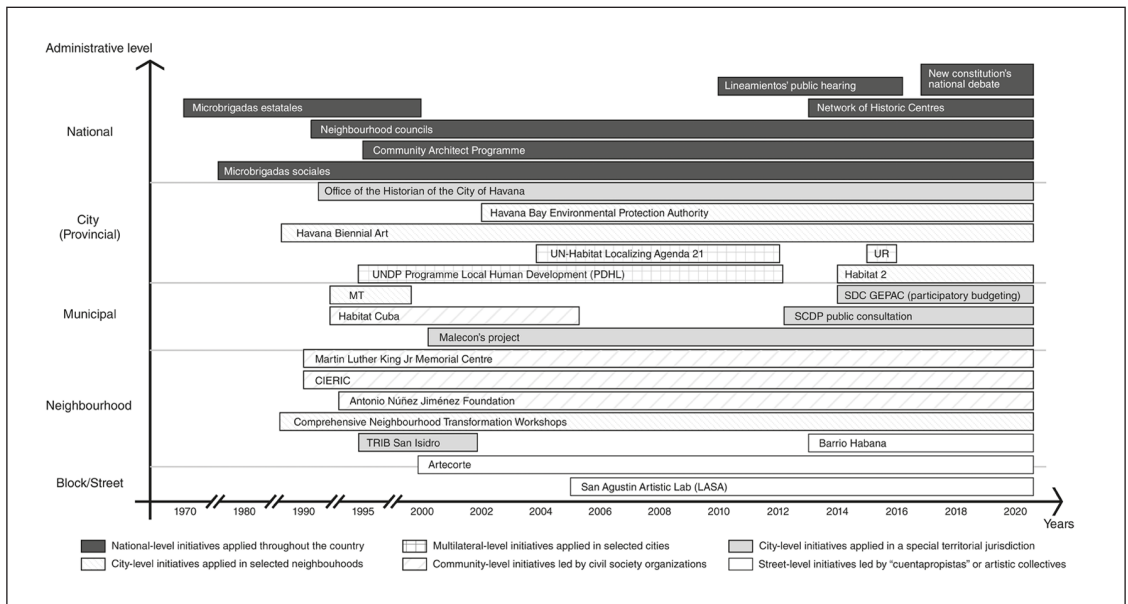 Administrative level
New constitution's
national debate
Lineamientos' public hearing
Microbrigadas estatales
Network of Historic Centres
National
Neighbourhood councils
Community Architect Programme
Microbrigadas sociales
Office of the Historian of the City of Havana
City
(Provincial)
Havana Bay Environmental Protection Authority
Havana Biennial Art
UN-Habitat Localizing Agenda 21
UR
UNDP Programme Local Human Development (PDHL)
Habitat 2
Municipal
MT
SDC GEPAC (participatory budgeting)
Habitat Cuba
SCDP public consultation
Malecon's project
Martin Luther King Jr Memorial Centre
CIERIC
Neighbourhood
Antonio Núñez Jiménez Foundation
Comprehensive Neighbourhood Transformation Workshops
TRIB San Isidro
Barrio Habana
Artecorte
Block/Street
San Agustin Artistic Lab (LASA)
1970 1980 1990 1995 2000 2002 2004 2006 2008 2010 2012 2014 2016 2018 2020
Years
National-level initiatives applied throughout the country
Multilateral-level initiatives applied in selected cities
City-level initiatives applied in a special territorial jurisdiction
City-level initiatives applied in selected neighbouhoods
Community-level initiatives led by civil society organizations
Street-level initiatives led by "cuentapropistas" or artistic collectives